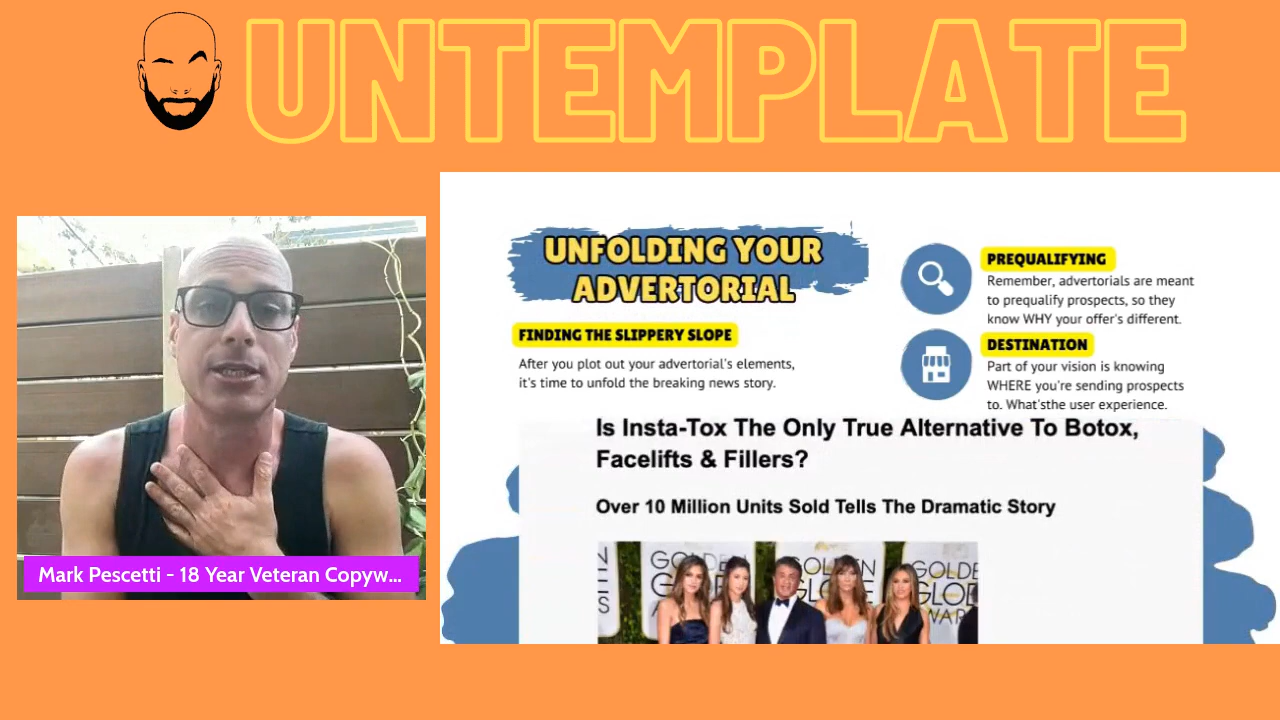 UNTEMPLATE
Mark Pescetti - 18 Year Veteran Copyw...
UNFOLDING YOUR
ADVERTORIAL
FINDING THE SLIPPERY SLOPE
After you plot out your advertorial's elements,
it's time to unfold the breaking news story.
PREQUALIFYING
Remember, advertorials are meant
to prequalify prospects, so they
know WHY your offer's different.
DESTINATION
Part of your vision is knowing
WHERE you're sending prospects
to. What'sthe user experience.
Is Insta-Tox The Only True Alternative To Botox,
Facelifts & Fillers?
Over 10 Million Units Sold Tells The Dramatic Story
GOLDEN
GOLDEN
GOLDEN